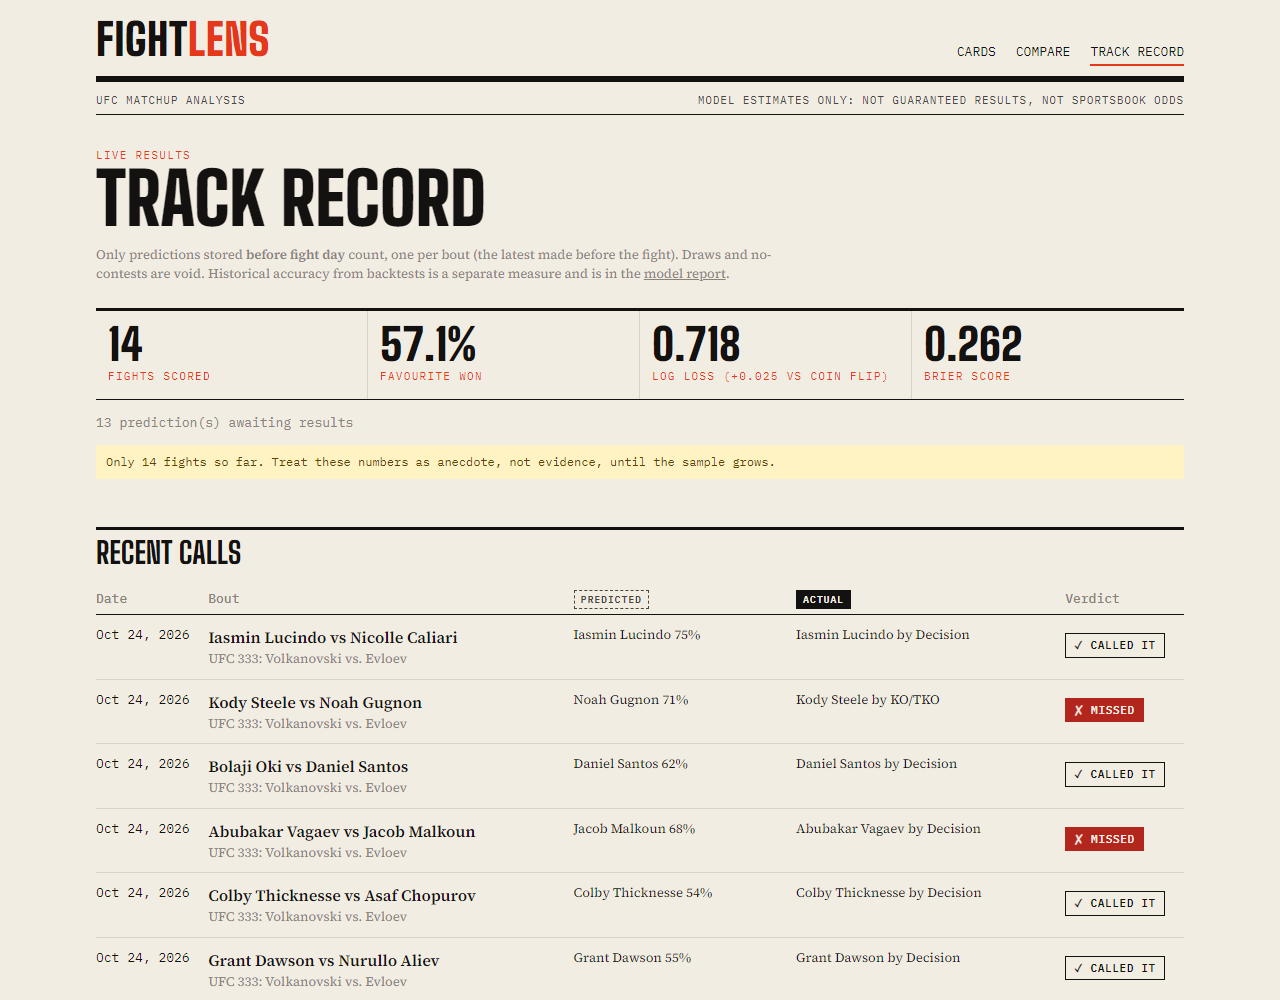 FIGHTLENS
CARDS COMPARE TRACK RECORD
UFC MATCHUP ANALYSIS
MODEL ESTIMATES ONLY: NOT GUARANTEED RESULTS, NOT SPORTSBOOK ODDS
LIVE RESULTS
TRACK RECORD
Only predictions stored before fight day count, one per bout (the latest made before the fight). Draws and no-
contests are void. Historical accuracy from backtests is a separate measure and is in the model report.
14
FIGHTS SCORED
57.1%
FAVOURITE WON
0.718
LOG LOSS (+0.025 VS COIN FLIP)
0.262
BRIER SCORE
13 prediction(s) awaiting results
Only 14 fights so far. Treat these numbers as anecdote, not evidence, until the sample grows.
RECENT CALLS
Date Bout PREDICTED ACTUAL Verdict
Oct 24, 2026 Iasmin Lucindo vs Nicolle Caliari Iasmin Lucindo 75% Iasmin Lucindo by Decision ✓ CALLED IT
UFC 333: Volkanovski vs. Evloev
Oct 24, 2026 Kody Steele vs Noah Gugnon Noah Gugnon 71% Kody Steele by KO/TKO ✗ MISSED
UFC 333: Volkanovski vs. Evloev
Oct 24, 2026 Bolaji Oki vs Daniel Santos Daniel Santos 62% Daniel Santos by Decision ✓ CALLED IT
UFC 333: Volkanovski vs. Evloev
Oct 24, 2026 Abubakar Vagaev vs Jacob Malkoun Jacob Malkoun 68% Abubakar Vagaev by Decision ✗ MISSED
UFC 333: Volkanovski vs. Evloev
Oct 24, 2026 Colby Thicknesse vs Asaf Chopurov Colby Thicknesse 54% Colby Thicknesse by Decision ✓ CALLED IT
UFC 333: Volkanovski vs. Evloev
Oct 24, 2026 Grant Dawson vs Nurullo Aliev Grant Dawson 55% Grant Dawson by Decision ✓ CALLED IT
UFC 333: Volkanovski vs. Evloev